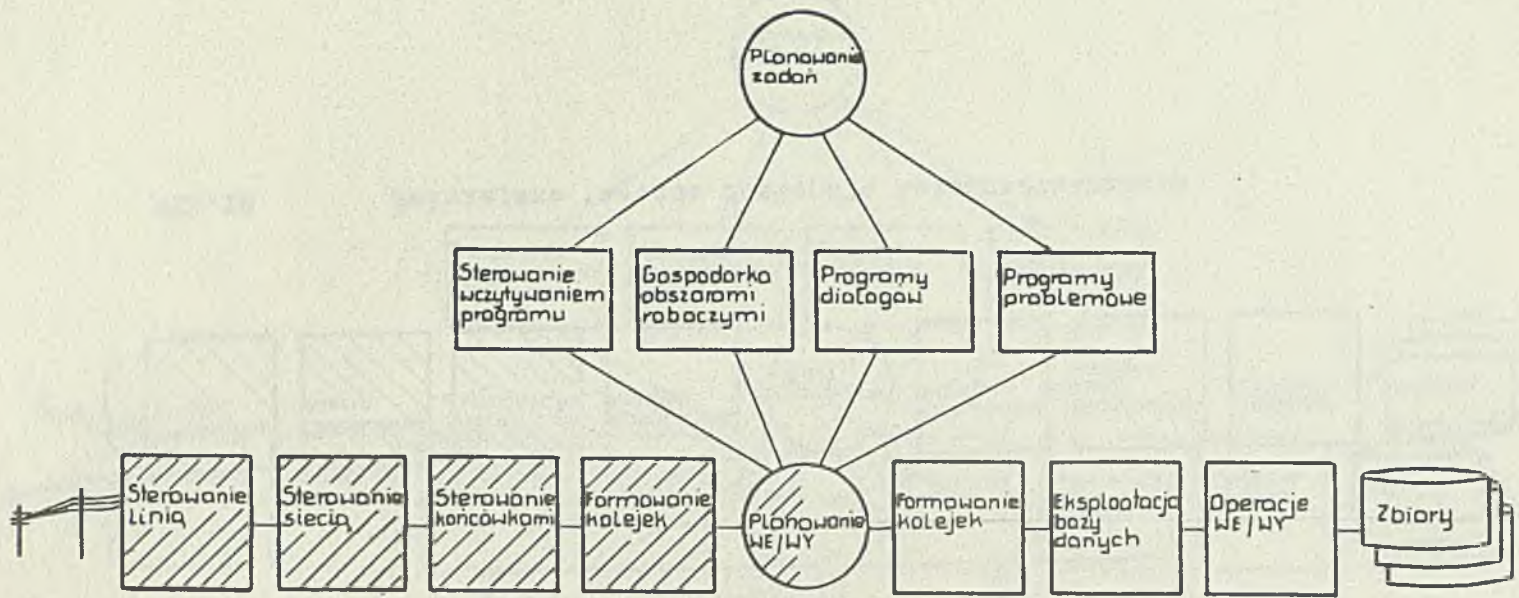 Planowanie
zadań
Sterowanie
wczytywaniem
programu
Gospodarka
obszarami
roboczymi
Programy
dialogów
Programy
problemowe
Sterowanie
linią
Sterowanie
siecią
Sterowanie
końcówkami
Formowanie
kolejek
Planowanie
WE/WY
Formowanie
kolejek
Eksploatacja
bazy
danych
Operacje
WE/WY
Zbiory